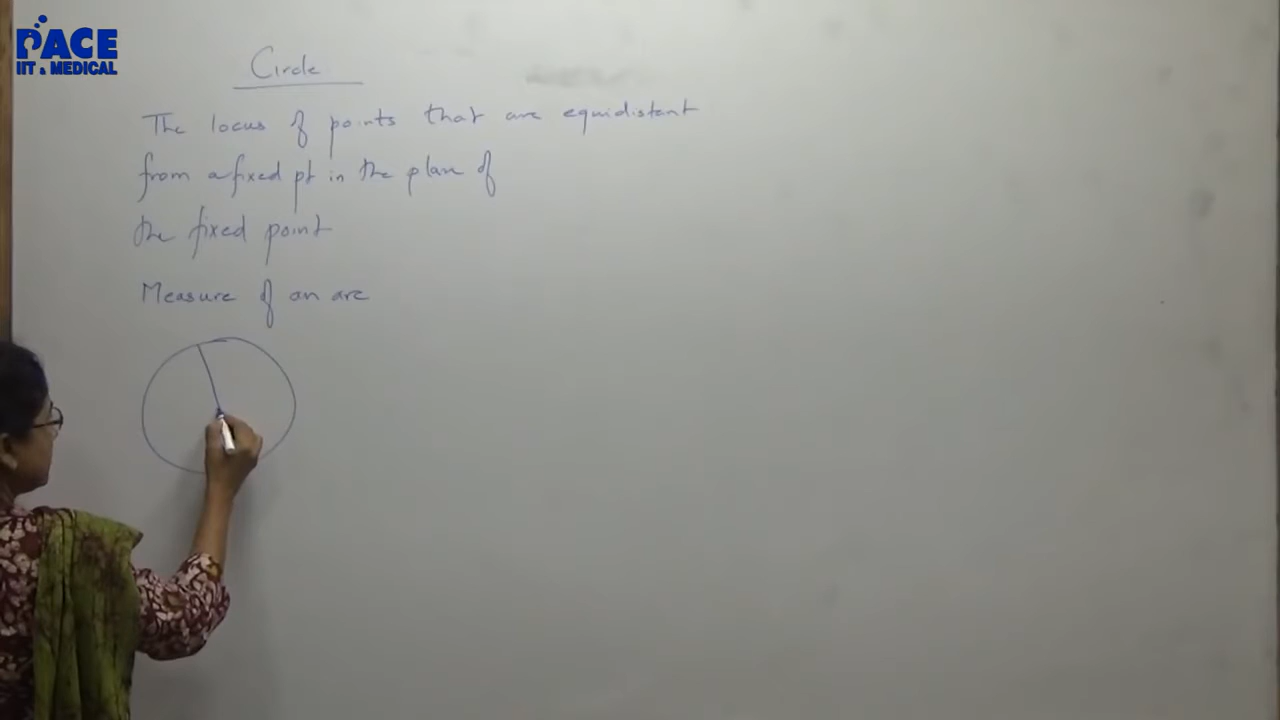 PACE
IIT & MEDICAL
Circle
The locus of points that are equidistant
from a fixed pt in the plane of
the fixed point
Measure of an arc